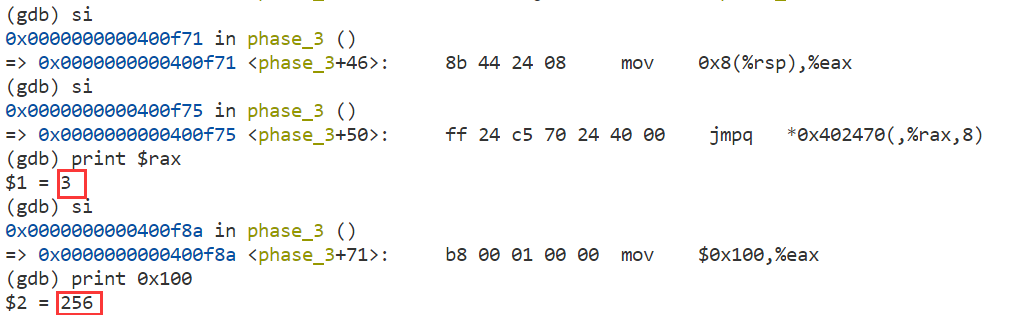 (gdb) si
0x0000000000400f71 in phase_3 ()
=> 0x0000000000400f71 <phase_3+46>: 8b 44 24 08 mov 0x8(%rsp),%eax
(gdb) si
0x0000000000400f75 in phase_3 ()
=> 0x0000000000400f75 <phase_3+50>: ff 24 c5 70 24 40 00 jmpq *0x402470(,%rax,8)
(gdb) print $rax
$1 = 3
(gdb) si
0x0000000000400f8a in phase_3 ()
=> 0x0000000000400f8a <phase_3+71>: b8 00 01 00 00 mov $0x100,%eax
(gdb) print 0x100
$2 = 256